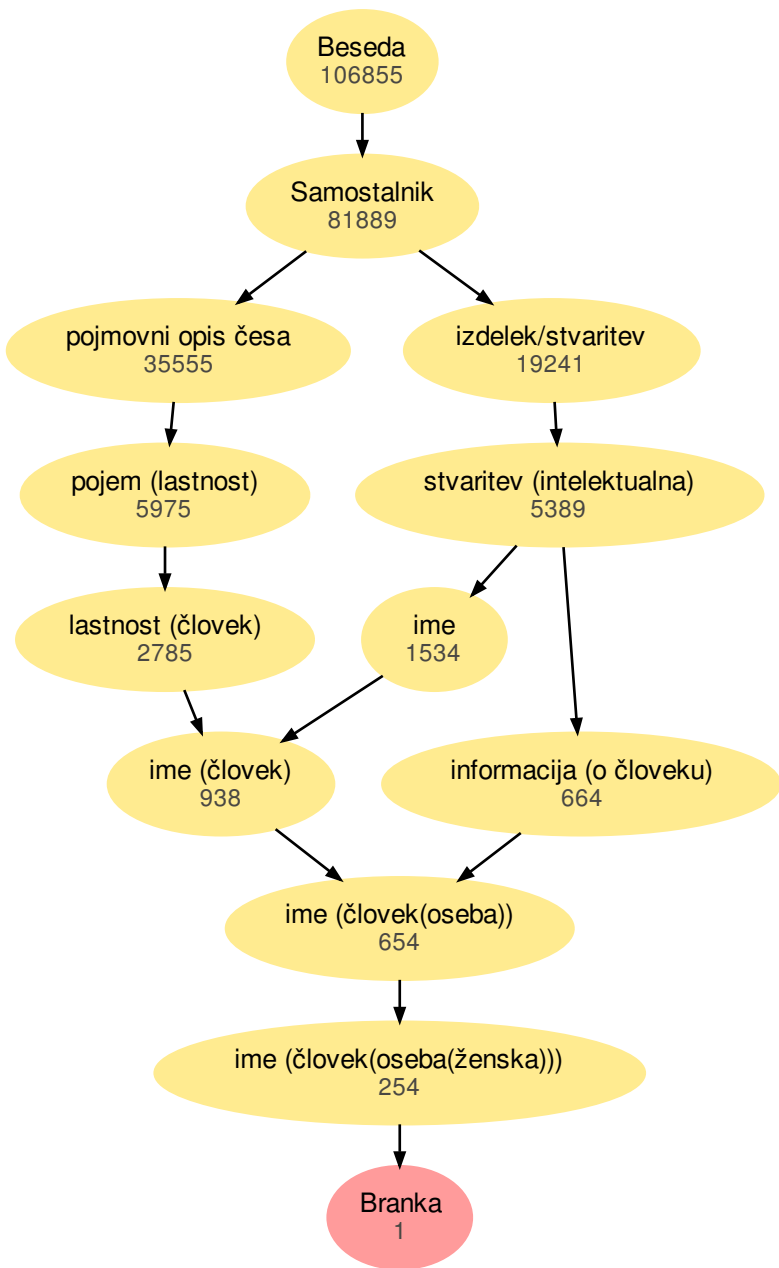 Beseda
106855
Samostalnik
81889
pojmovni opis česa
35555
izdelek/stvaritev
19241
pojem (lastnost)
5975
stvaritev (intelektualna)
5389
lastnost (človek)
2785
ime
1534
ime (človek)
938
informacija (o človeku)
664
ime (človek(oseba))
654
ime (človek(oseba(ženska)))
254
Branka
1